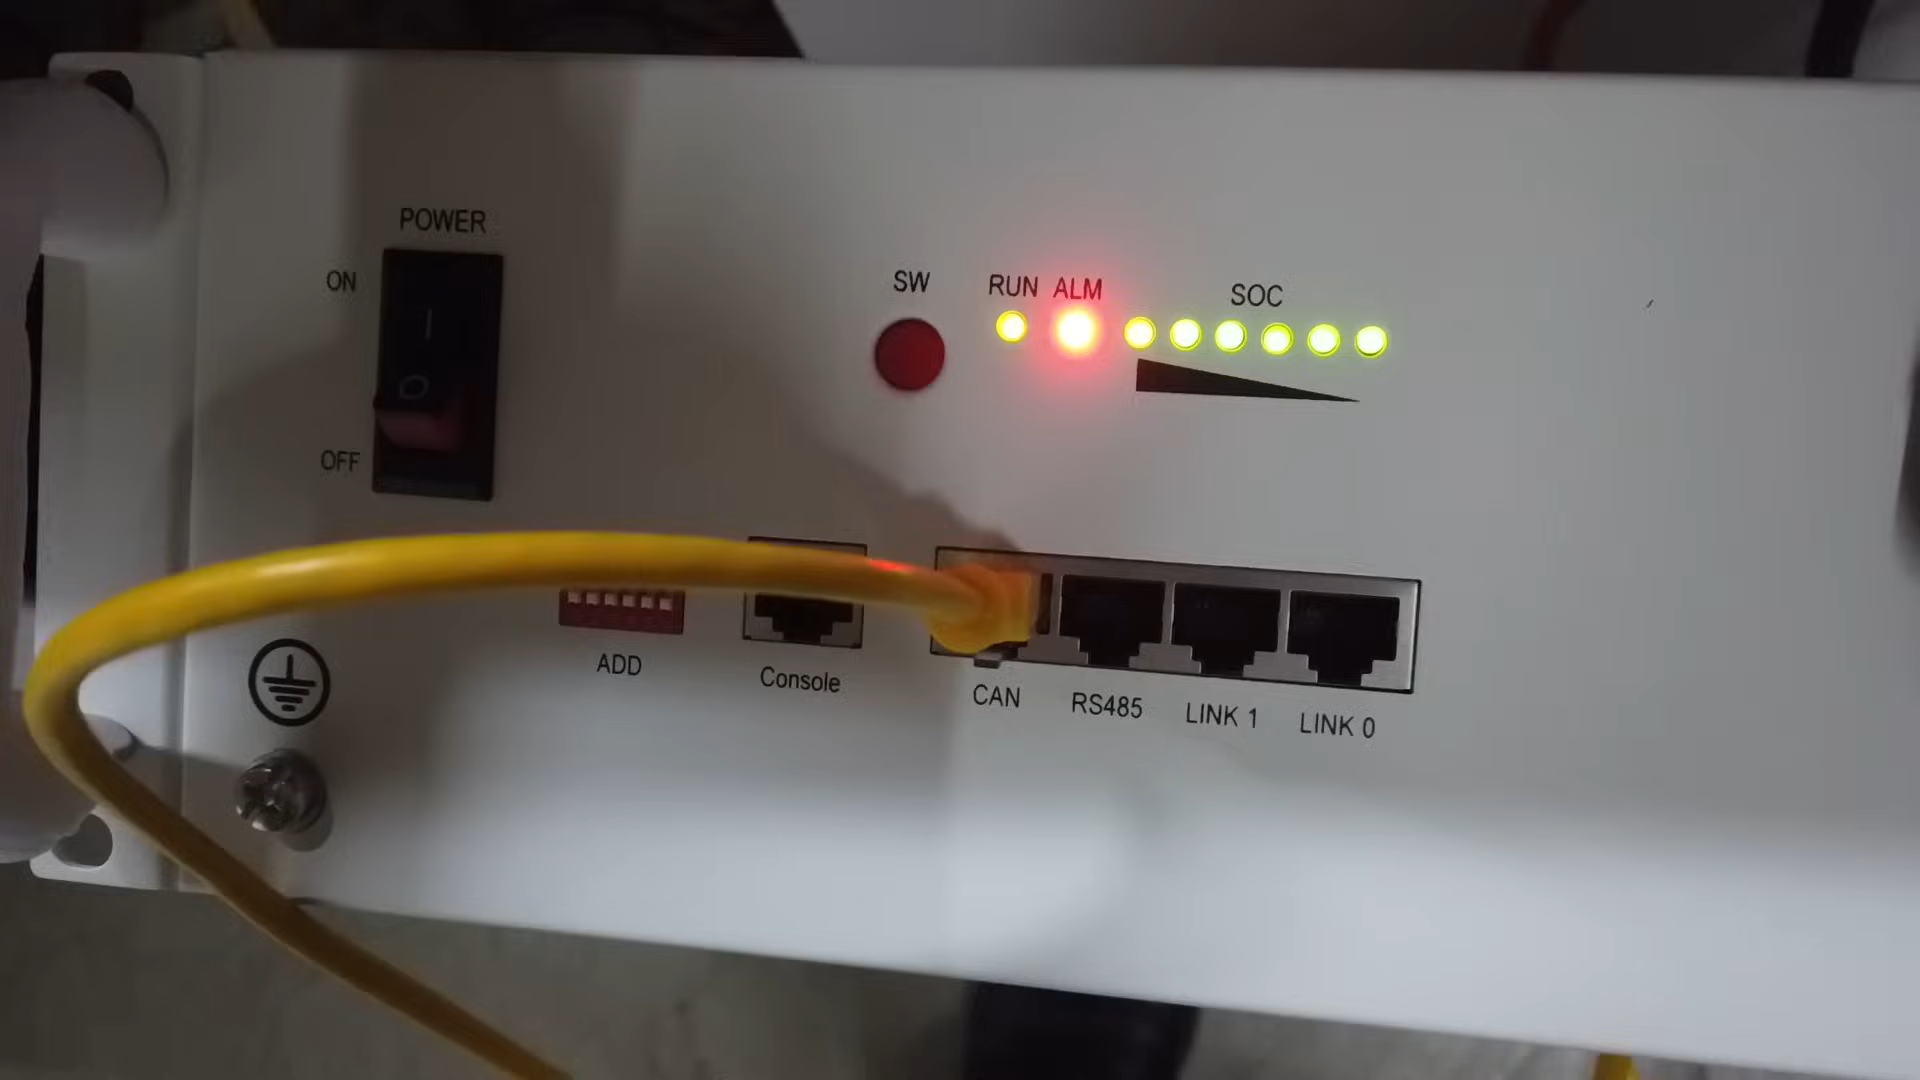 POWER
ON
I
O
OFF
SW
RUN
ALM
SOC
ADD
Console
CAN
RS485
LINK 1
LINK 0